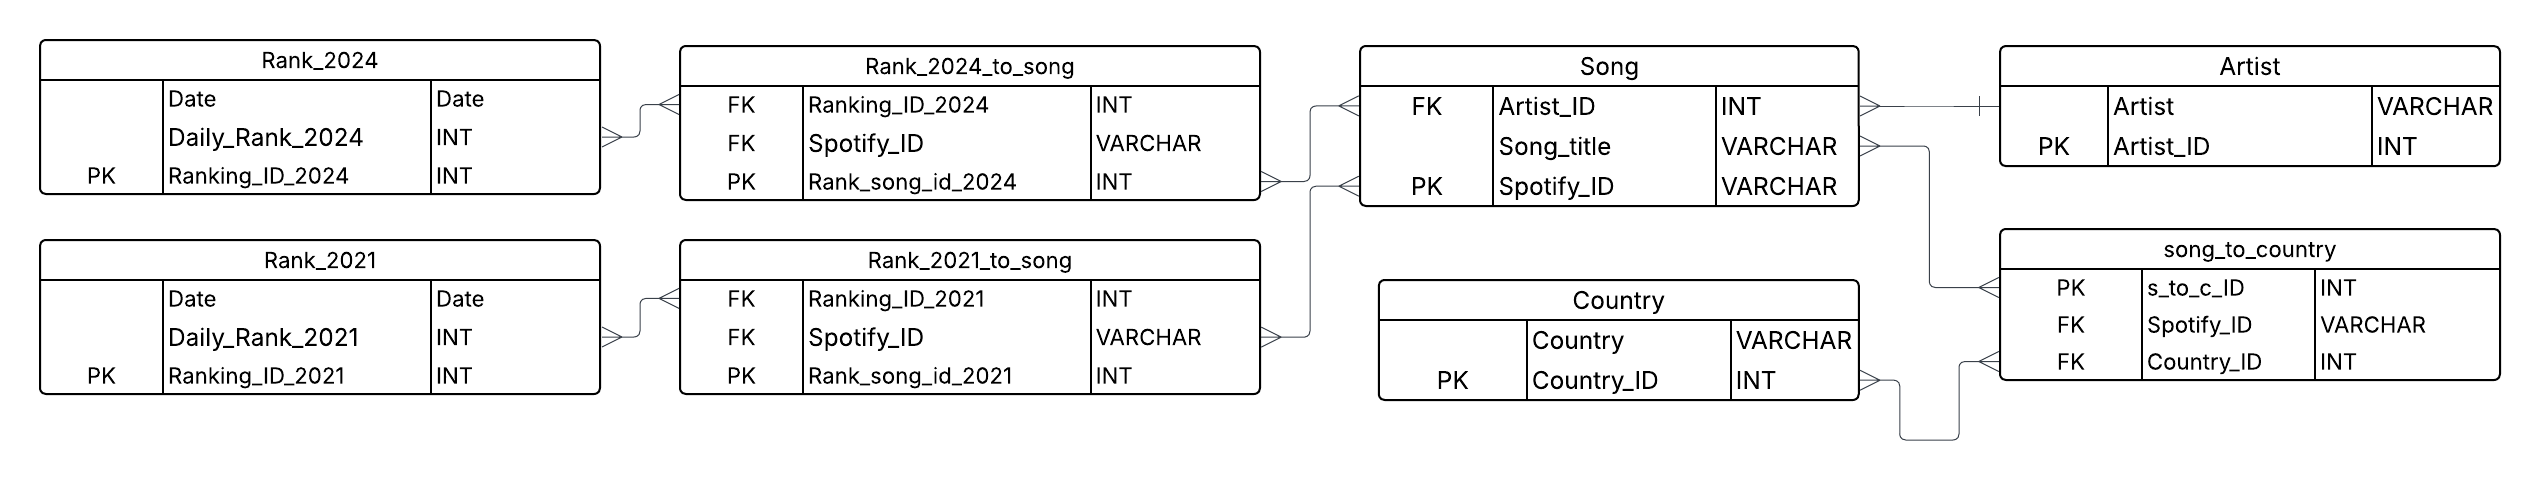 Rank_2024
Date Date
Daily_Rank_2024 INT
PK Ranking_ID_2024 INT
Rank_2024_to_song
FK Ranking_ID_2024 INT
FK Spotify_ID VARCHAR
PK Rank_song_id_2024 INT
Song
FK Artist_ID INT
Song_title VARCHAR
PK Spotify_ID VARCHAR
Artist
Artist VARCHAR
PK Artist_ID INT
Rank_2021
Date Date
Daily_Rank_2021 INT
PK Ranking_ID_2021 INT
Rank_2021_to_song
FK Ranking_ID_2021 INT
FK Spotify_ID VARCHAR
PK Rank_song_id_2021 INT
Country
Country VARCHAR
PK Country_ID INT
song_to_country
PK s_to_c_ID INT
FK Spotify_ID VARCHAR
FK Country_ID INT